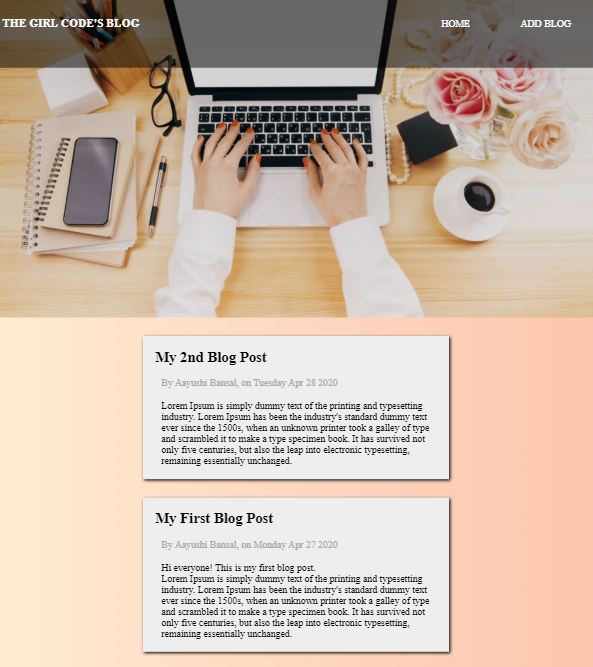 THE GIRL CODE'S BLOG
HOME
ADD BLOG
My 2nd Blog Post
By Aayushi Bansal, on Tuesday Apr 28 2020
Lorem Ipsum is simply dummy text of the printing and typesetting
industry. Lorem Ipsum has been the industry's standard dummy text
ever since the 1500s, when an unknown printer took a galley of type
and scrambled it to make a type specimen book. It has survived not
only five centuries, but also the leap into electronic typesetting,
remaining essentially unchanged.
My First Blog Post
By Aayushi Bansal, on Monday Apr 27 2020
Hi everyone! This is my first blog post.
Lorem Ipsum is simply dummy text of the printing and typesetting
industry. Lorem Ipsum has been the industry's standard dummy text
ever since the 1500s, when an unknown printer took a galley of type
and scrambled it to make a type specimen book. It has survived not
only five centuries, but also the leap into electronic typesetting,
remaining essentially unchanged.